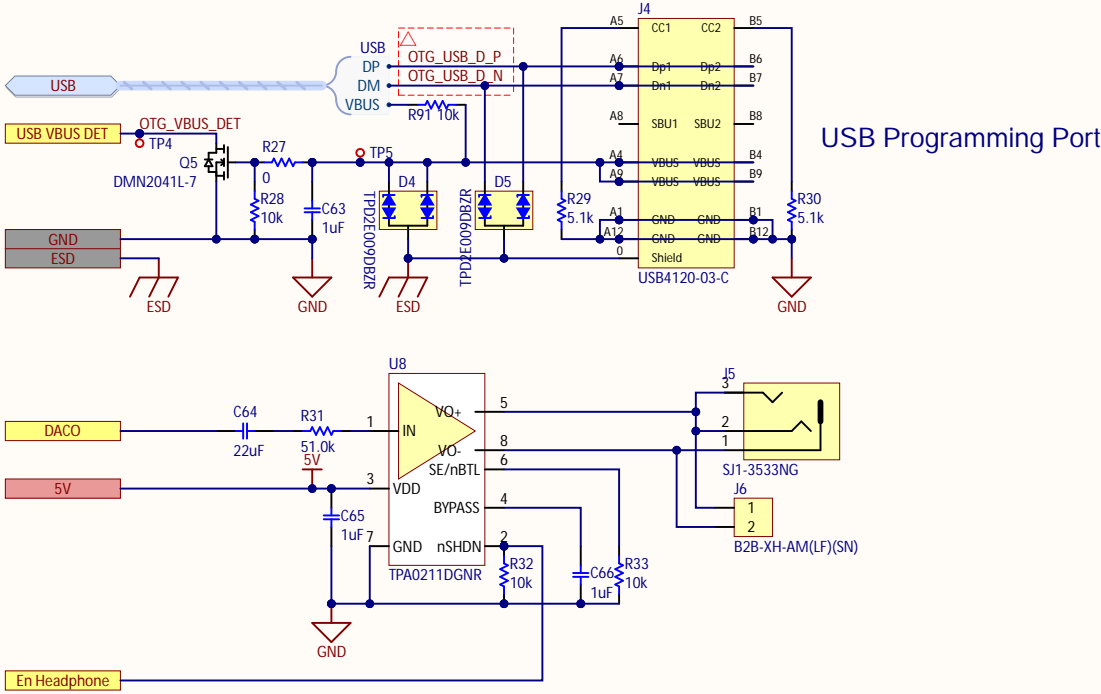 J4
A5 CC1 CC2 B5
USB
DP OTG_USB_D_P A6 Dp1 Dp2 B6
USB DM OTG_USB_D_N A7 Dn1 Dn2 B7
VBUS R91 10k
A8 SBU1 SBU2 B8
USB Programming Port
USB VBUS DET OTG_VBUS_DET
TP4
Q5
DMN2041L-7
R27
0
TP5
A4 VBUS VBUS B4
A9 VBUS VBUS B9
R28
10k
C63
1uF
D4
TPD2E009DBZR
D5
TPD2E009DBZR
R29
5.1k
R30
5.1k
A1 GND GND B1
A12 GND GND B12
0 Shield
USB4120-03-C
GND
ESD
ESD
GND
ESD
GND
U8
J5
3
2
1
SJ1-3533NG
DACO
C64
22uF
R31
51.0k
1 IN
VO+ 5
VO- 8
SE/nBTL 6
5V
5V
3 VDD
BYPASS 4
C65
1uF
7 GND
nSHDN 2
TPA0211DGNR
R32
10k
C66
1uF
R33
10k
J6
1
2
B2B-XH-AM(LF)(SN)
GND
En Headphone